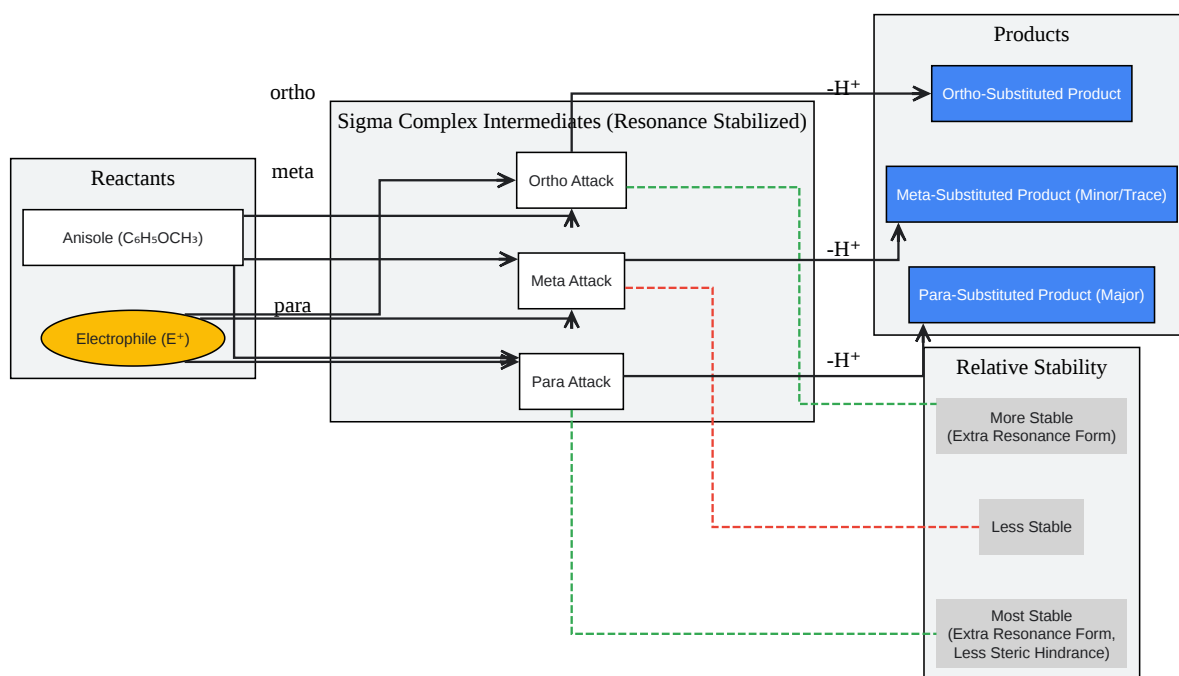 Reactants
Anisole (C₆H₅OCH₃)
Electrophile (E⁺)
ortho
meta
para
Sigma Complex Intermediates (Resonance Stabilized)
Ortho Attack
Meta Attack
Para Attack
-H⁺
-H⁺
-H⁺
Products
Ortho-Substituted Product
Meta-Substituted Product (Minor/Trace)
Para-Substituted Product (Major)
Relative Stability
More Stable
(Extra Resonance Form)
Less Stable
Most Stable
(Extra Resonance Form,
Less Steric Hindrance)